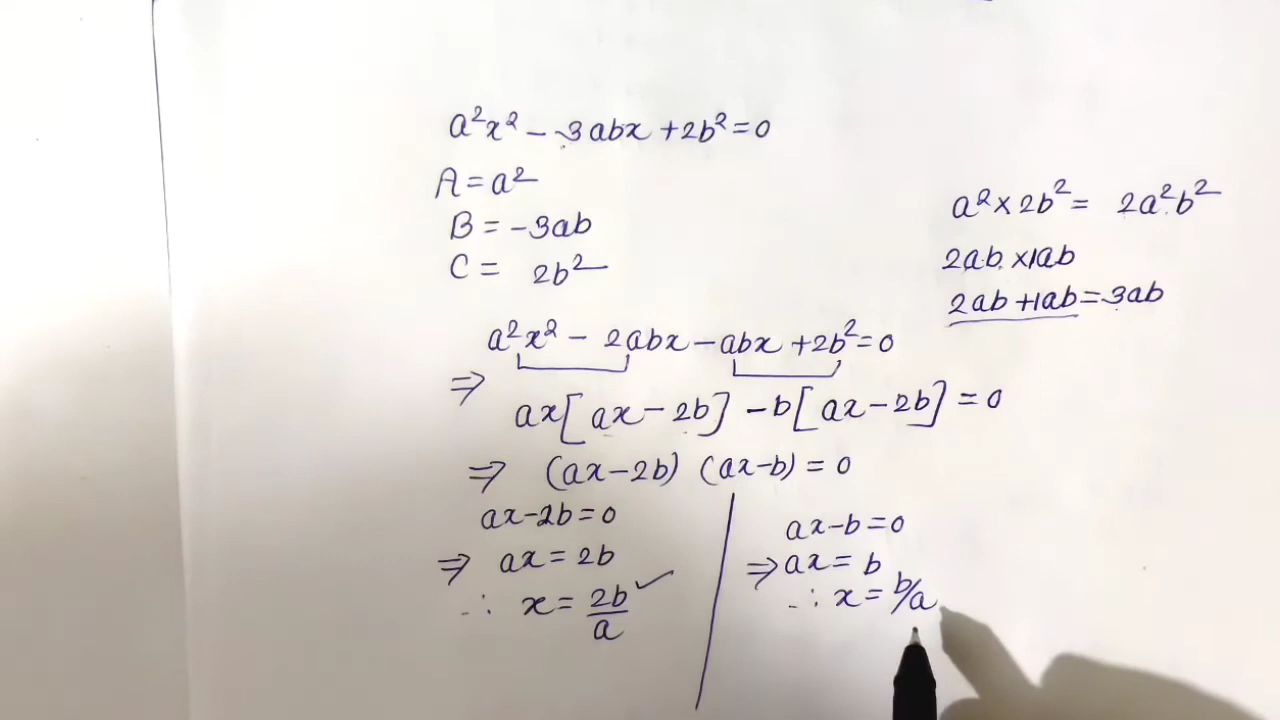 a²x² - 3abx + 2b² = 0
A = a²
B = -3ab
C = 2b²
a² × 2b² = 2a²b²
2ab × 1ab
2ab + 1ab = 3ab
a²x² - 2abx - abx + 2b² = 0
⇒ ax[ax - 2b] - b[ax - 2b] = 0
⇒ (ax - 2b) (ax - b) = 0
ax - 2b = 0
⇒ ax = 2b
∴ x = 2b/a ✓
ax - b = 0
⇒ ax = b
∴ x = b/a